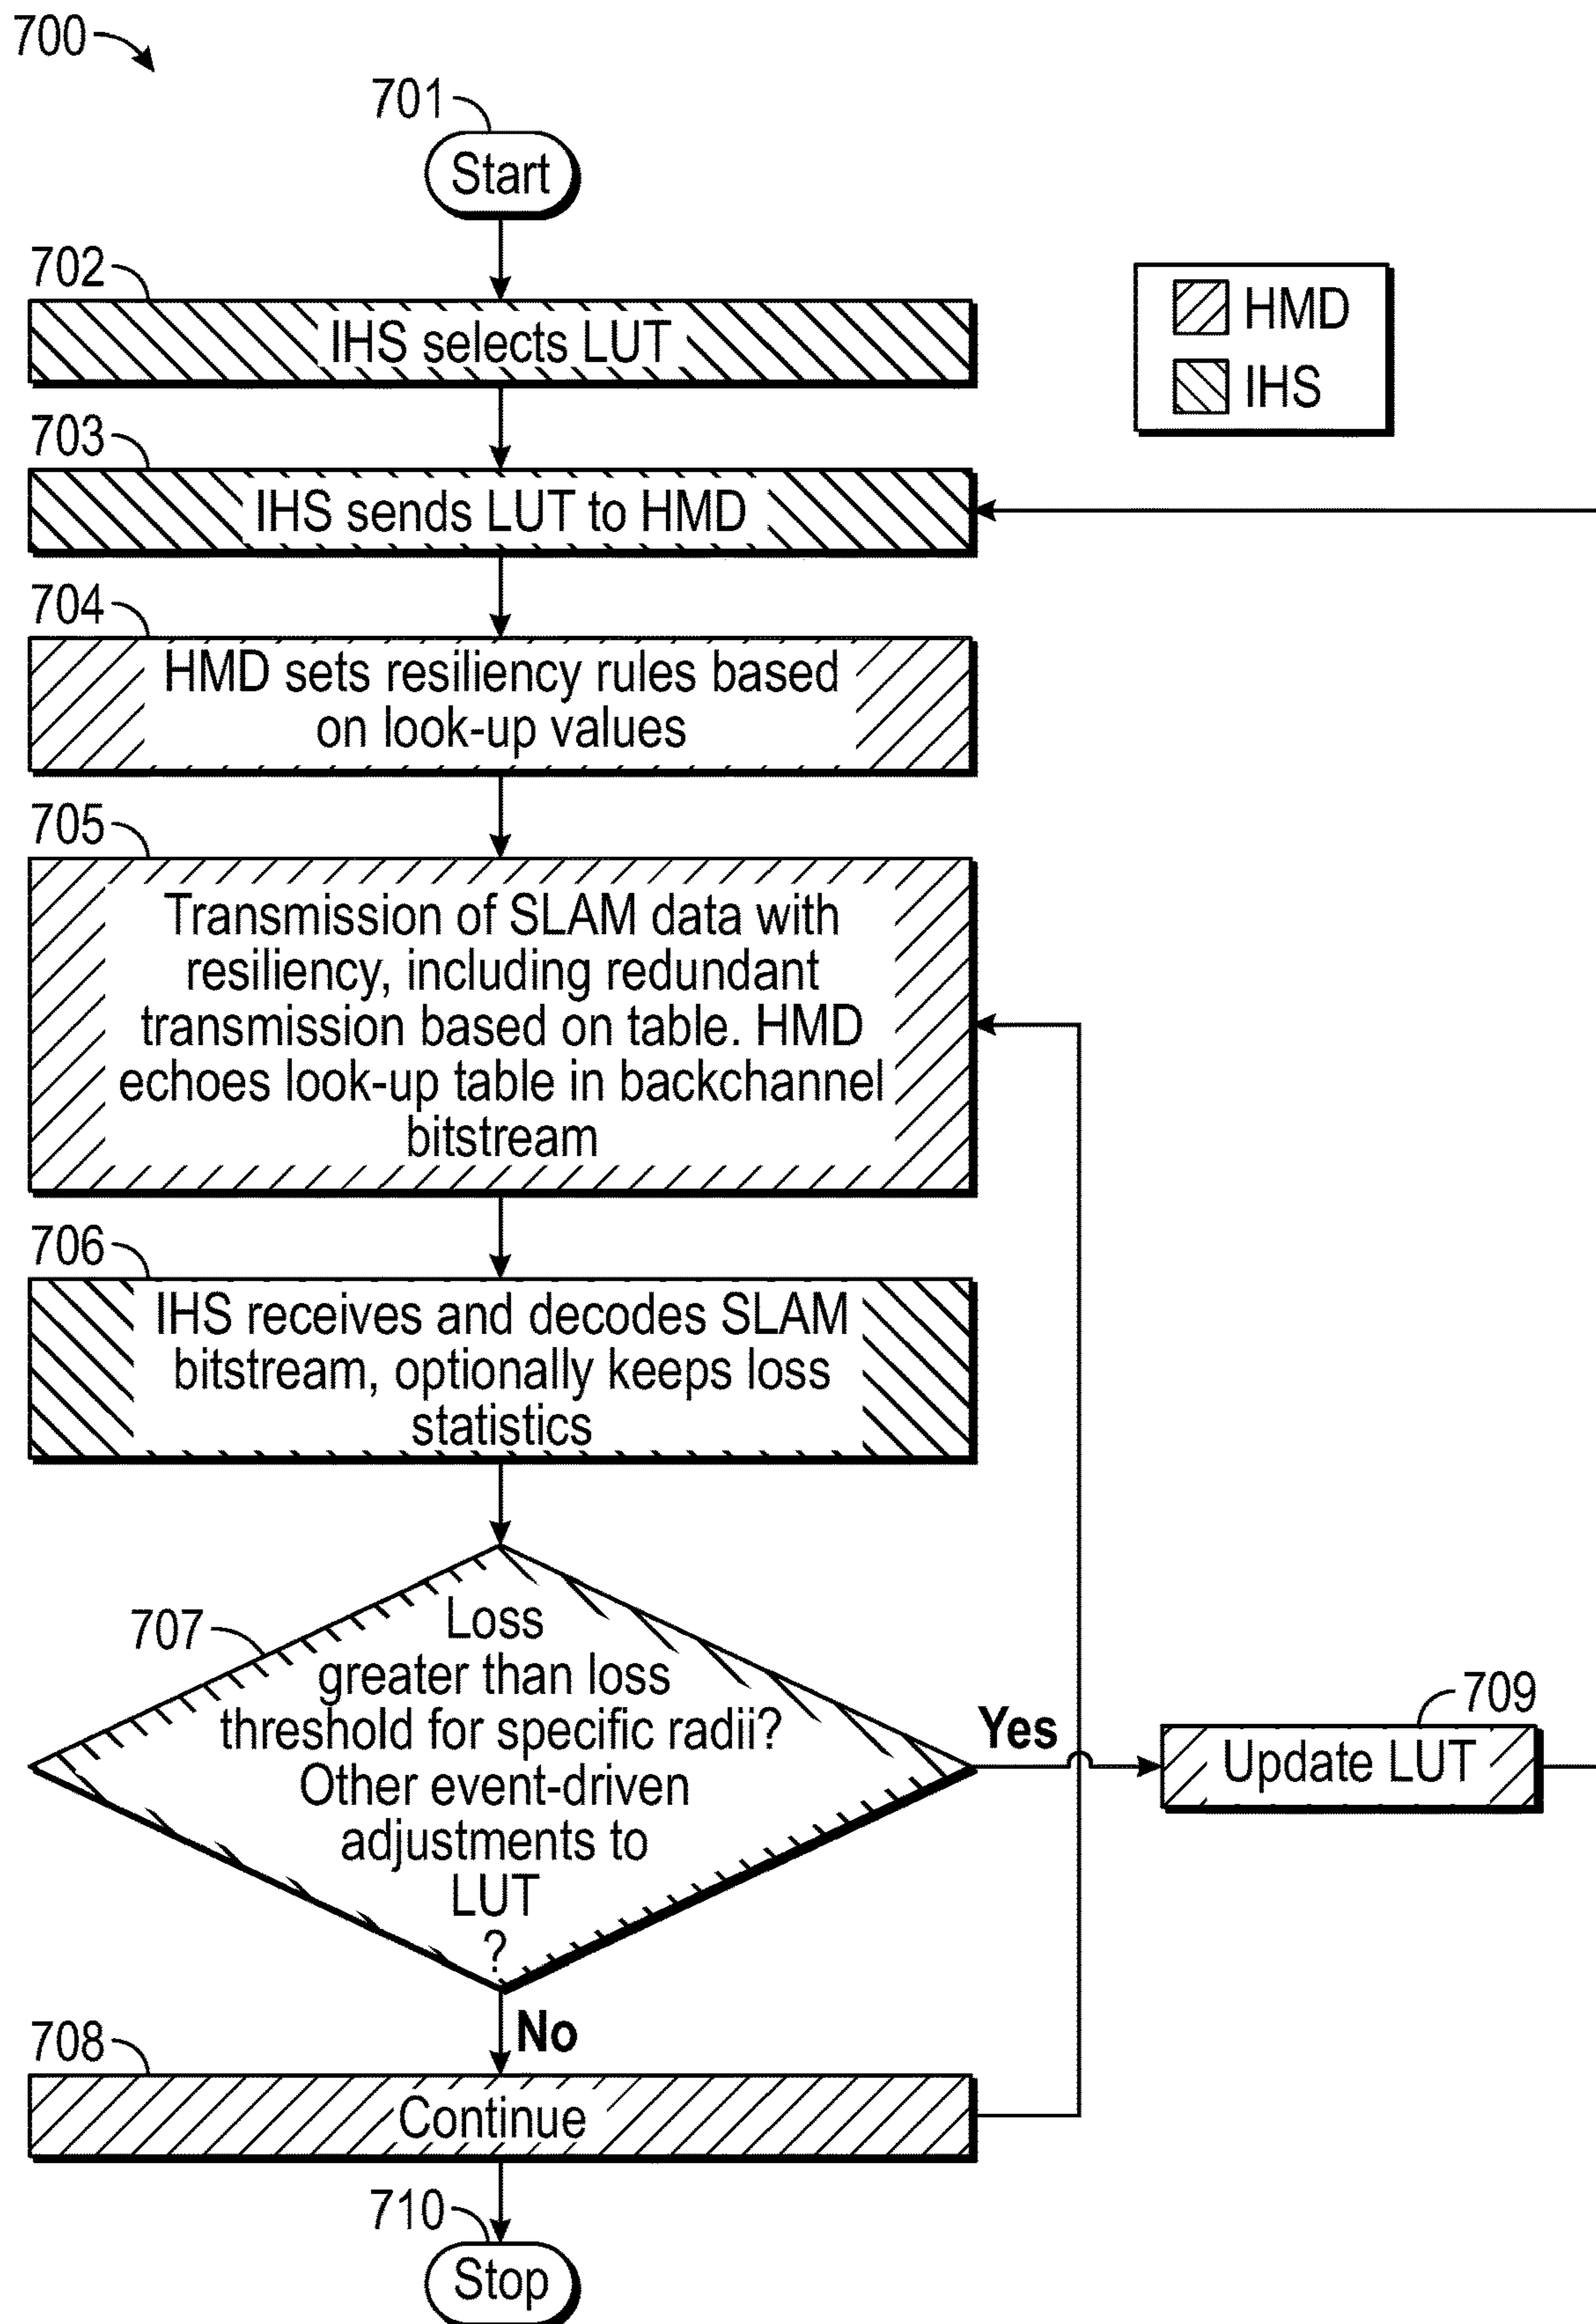 700
701
Start
702
IHS selects LUT
HMD
IHS
703
IHS sends LUT to HMD
704
HMD sets resiliency rules based
on look-up values
705
Transmission of SLAM data with
resiliency, including redundant
transmission based on table. HMD
echoes look-up table in backchannel
bitstream
706
IHS receives and decodes SLAM
bitstream, optionally keeps loss
statistics
707
Loss
greater than loss
threshold for specific radii?
Other event-driven
adjustments to
LUT
?
Yes
709
Update LUT
No
708
Continue
710
Stop